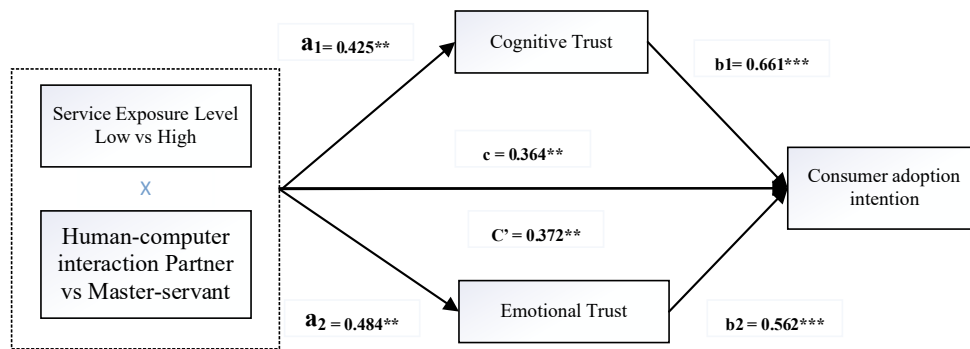 a1= 0.425**
Cognitive Trust
b1= 0.661***
Service Exposure Level
Low vs High
X
Human-computer
interaction Partner
vs Master-servant
c = 0.364**
C’ = 0.372**
Consumer adoption
intention
a2 = 0.484**
Emotional Trust
b2 = 0.562***